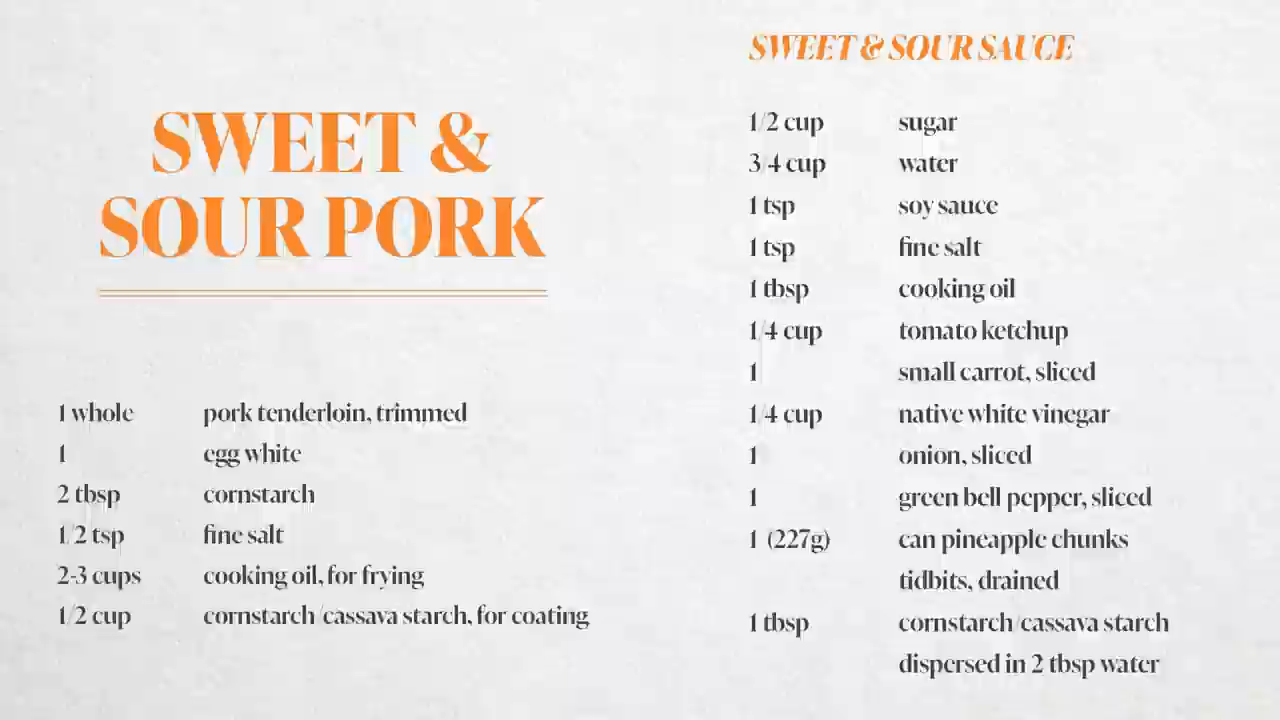 SWEET &
SOUR PORK
1 whole pork tenderloin, trimmed
1 egg white
2 tbsp cornstarch
1/2 tsp fine salt
2-3 cups cooking oil, for frying
1/2 cup cornstarch/cassava starch, for coating
SWEET & SOUR SAUCE
1/2 cup sugar
3/4 cup water
1 tsp soy sauce
1 tsp fine salt
1 tbsp cooking oil
1/4 cup tomato ketchup
1 small carrot, sliced
1/4 cup native white vinegar
1 onion, sliced
1 green bell pepper, sliced
1 (227g) can pineapple chunks
tidbits, drained
1 tbsp cornstarch/cassava starch
dispersed in 2 tbsp water